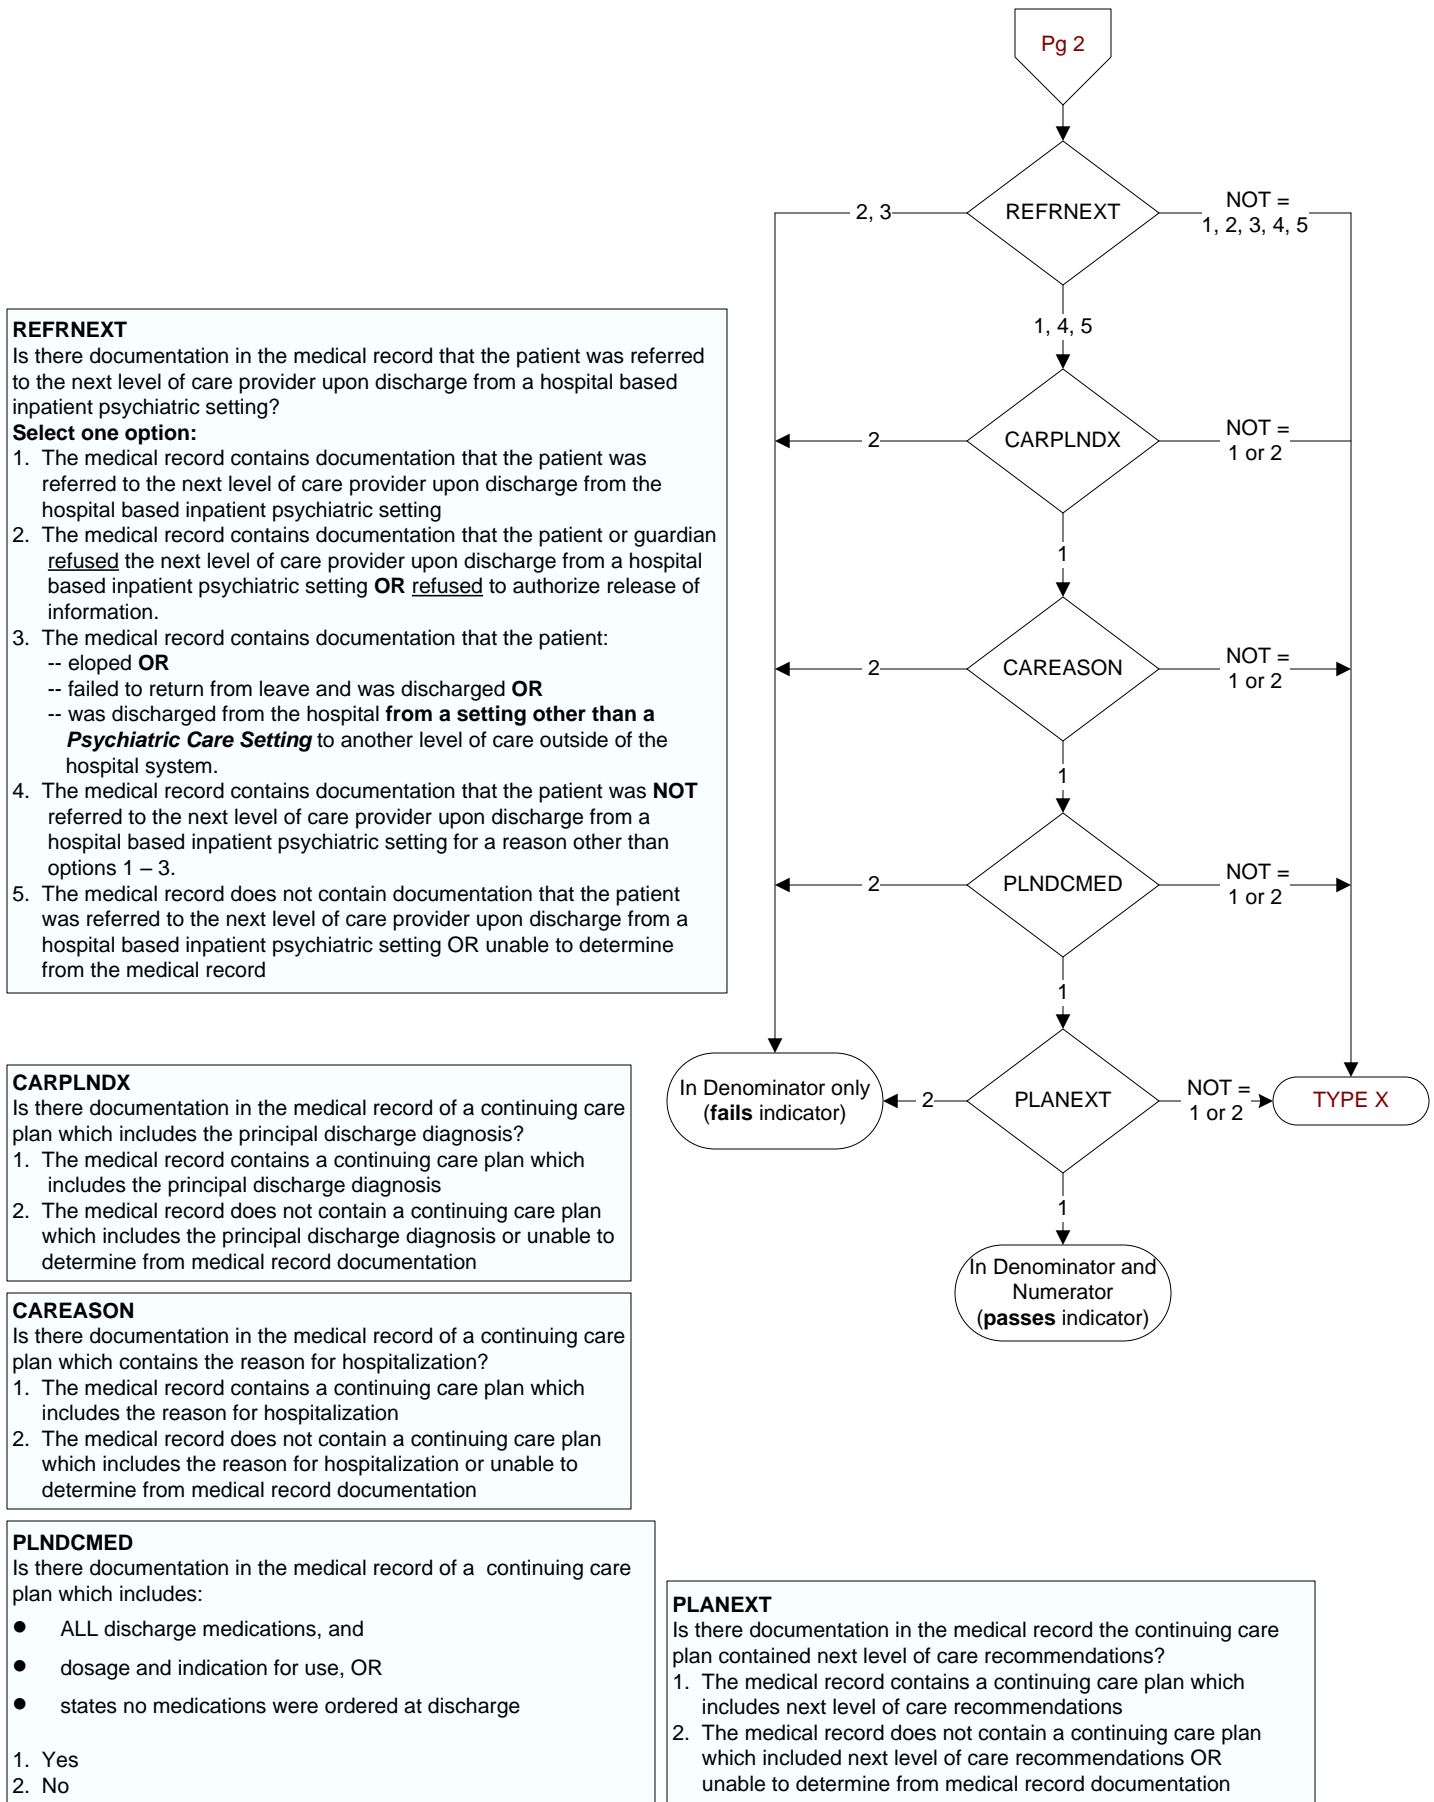 Pg 2
REFRNEXT
2, 3
NOT =
1, 2, 3, 4, 5
1, 4, 5
CARPLNDX
2
NOT =
1 or 2
1
CAREASON
2
NOT =
1 or 2
1
PLNDCMED
2
NOT =
1 or 2
1
PLANEXT
2
NOT =
1 or 2
TYPE X
In Denominator only
(fails indicator)
1
In Denominator and
Numerator
(passes indicator)
REFRNEXT
Is there documentation in the medical record that the patient was referred
to the next level of care provider upon discharge from a hospital based
inpatient psychiatric setting?
Select one option:
1. The medical record contains documentation that the patient was
referred to the next level of care provider upon discharge from the
hospital based inpatient psychiatric setting
2. The medical record contains documentation that the patient or guardian
refused the next level of care provider upon discharge from a hospital
based inpatient psychiatric setting OR refused to authorize release of
information.
3. The medical record contains documentation that the patient:
-- eloped OR
-- failed to return from leave and was discharged OR
-- was discharged from the hospital from a setting other than a
Psychiatric Care Setting to another level of care outside of the
hospital system.
4. The medical record contains documentation that the patient was NOT
referred to the next level of care provider upon discharge from a
hospital based inpatient psychiatric setting for a reason other than
options 1 – 3.
5. The medical record does not contain documentation that the patient
was referred to the next level of care provider upon discharge from a
hospital based inpatient psychiatric setting OR unable to determine
from the medical record
CARPLNDX
Is there documentation in the medical record of a continuing care
plan which includes the principal discharge diagnosis?
1. The medical record contains a continuing care plan which
includes the principal discharge diagnosis
2. The medical record does not contain a continuing care plan
which includes the principal discharge diagnosis or unable to
determine from medical record documentation
CAREASON
Is there documentation in the medical record of a continuing care
plan which contains the reason for hospitalization?
1. The medical record contains a continuing care plan which
includes the reason for hospitalization
2. The medical record does not contain a continuing care plan
which includes the reason for hospitalization or unable to
determine from medical record documentation
PLNDCMED
Is there documentation in the medical record of a continuing care
plan which includes:
● ALL discharge medications, and
● dosage and indication for use, OR
● states no medications were ordered at discharge
1. Yes
2. No
PLANEXT
Is there documentation in the medical record the continuing care
plan contained next level of care recommendations?
1. The medical record contains a continuing care plan which
includes next level of care recommendations
2. The medical record does not contain a continuing care plan
which included next level of care recommendations OR
unable to determine from medical record documentation